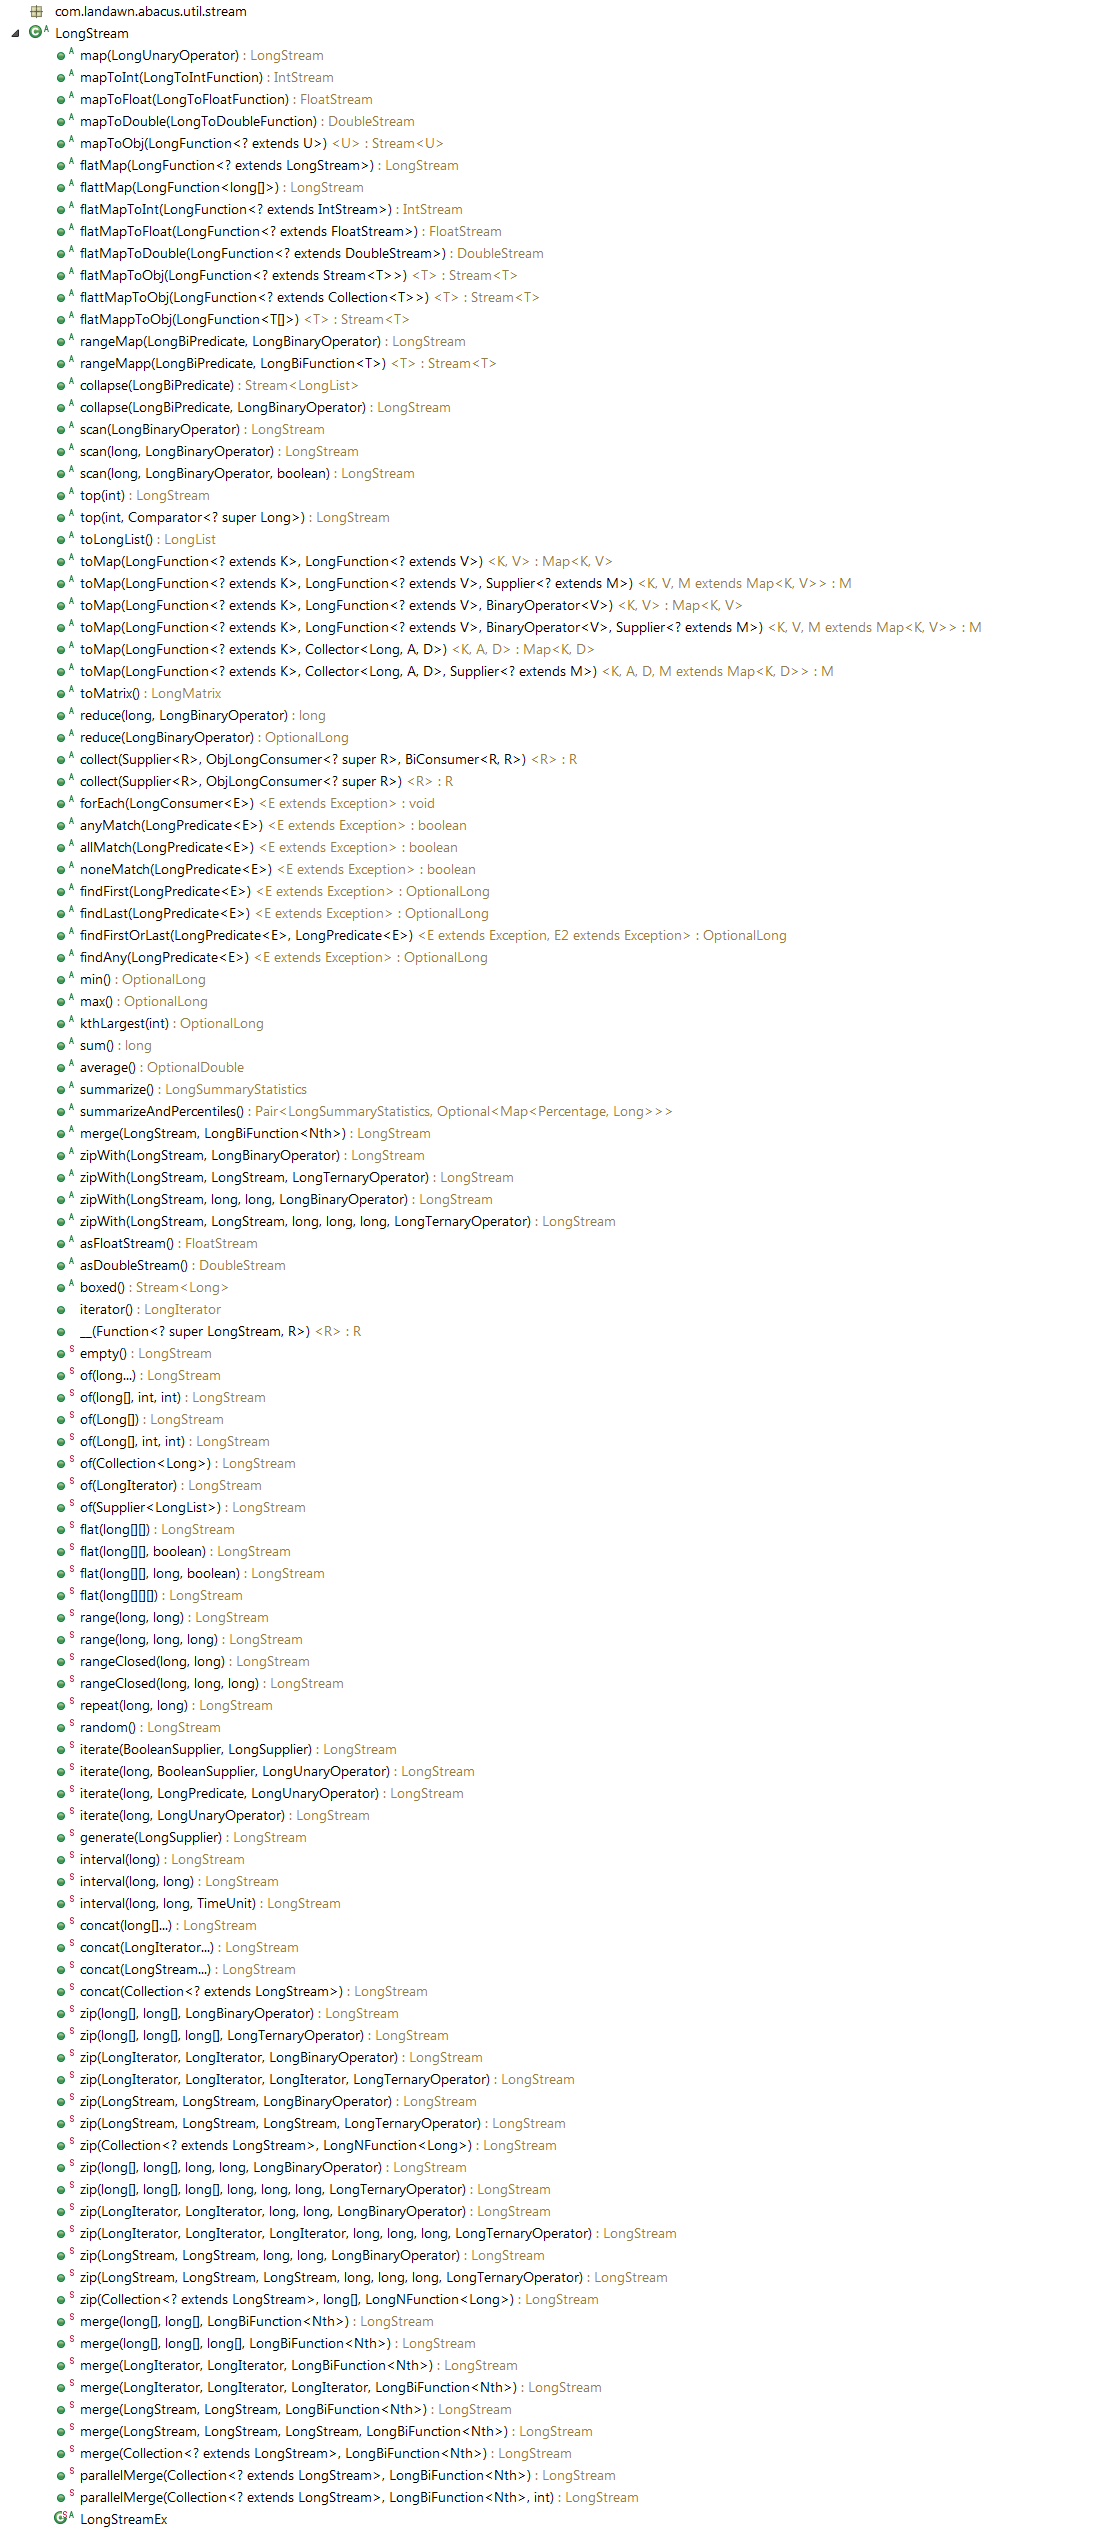 com.landawn.abacus.util.stream
LongStream
map(LongUnaryOperator) : LongStream
mapToInt(LongToIntFunction) : IntStream
mapToFloat(LongToFloatFunction) : FloatStream
mapToDouble(LongToDoubleFunction) : DoubleStream
mapToObj(LongFunction<? extends U>) <U> : Stream<U>
flatMap(LongFunction<? extends LongStream>) : LongStream
flattMap(LongFunction<long[]>) : LongStream
flatMapToInt(LongFunction<? extends IntStream>) : IntStream
flatMapToFloat(LongFunction<? extends FloatStream>) : FloatStream
flatMapToDouble(LongFunction<? extends DoubleStream>) : DoubleStream
flatMapToObj(LongFunction<? extends Stream<T>>) <T> : Stream<T>
flattMapToObj(LongFunction<? extends Collection<T>>) <T> : Stream<T>
flatMappToObj(LongFunction<T[]>) <T> : Stream<T>
rangeMap(LongBiPredicate, LongBinaryOperator) : LongStream
rangeMapp(LongBiPredicate, LongBiFunction<T>) <T> : Stream<T>
collapse(LongBiPredicate) : Stream<LongList>
collapse(LongBiPredicate, LongBinaryOperator) : LongStream
scan(LongBinaryOperator) : LongStream
scan(long, LongBinaryOperator) : LongStream
scan(long, LongBinaryOperator, boolean) : LongStream
top(int) : LongStream
top(int, Comparator<? super Long>) : LongStream
toLongList() : LongList
toMap(LongFunction<? extends K>, LongFunction<? extends V>) <K, V> : Map<K, V>
toMap(LongFunction<? extends K>, LongFunction<? extends V>, Supplier<? extends M>) <K, V, M extends Map<K, V>> : M
toMap(LongFunction<? extends K>, LongFunction<? extends V>, BinaryOperator<V>) <K, V> : Map<K, V>
toMap(LongFunction<? extends K>, LongFunction<? extends V>, BinaryOperator<V>, Supplier<? extends M>) <K, V, M extends Map<K, V>> : M
toMap(LongFunction<? extends K>, Collector<Long, A, D>) <K, A, D> : Map<K, D>
toMap(LongFunction<? extends K>, Collector<Long, A, D>, Supplier<? extends M>) <K, A, D, M extends Map<K, D>> : M
toMatrix() : LongMatrix
reduce(long, LongBinaryOperator) : long
reduce(LongBinaryOperator) : OptionalLong
collect(Supplier<R>, ObjLongConsumer<? super R>, BiConsumer<R, R>) <R> : R
collect(Supplier<R>, ObjLongConsumer<? super R>) <R> : R
forEach(LongConsumer<E>) <E extends Exception> : void
anyMatch(LongPredicate<E>) <E extends Exception> : boolean
allMatch(LongPredicate<E>) <E extends Exception> : boolean
noneMatch(LongPredicate<E>) <E extends Exception> : boolean
findFirst(LongPredicate<E>) <E extends Exception> : OptionalLong
findLast(LongPredicate<E>) <E extends Exception> : OptionalLong
findFirstOrLast(LongPredicate<E>, LongPredicate<E>) <E extends Exception, E2 extends Exception> : OptionalLong
findAny(LongPredicate<E>) <E extends Exception> : OptionalLong
min() : OptionalLong
max() : OptionalLong
kthLargest(int) : OptionalLong
sum() : long
average() : OptionalDouble
summarize() : LongSummaryStatistics
summarizeAndPercentiles() : Pair<LongSummaryStatistics, Optional<Map<Percentage, Long>>>
merge(LongStream, LongBiFunction<Nth>) : LongStream
zipWith(LongStream, LongBinaryOperator) : LongStream
zipWith(LongStream, LongStream, LongTernaryOperator) : LongStream
zipWith(LongStream, long, long, LongBinaryOperator) : LongStream
zipWith(LongStream, LongStream, long, long, long, LongTernaryOperator) : LongStream
asFloatStream() : FloatStream
asDoubleStream() : DoubleStream
boxed() : Stream<Long>
iterator() : LongIterator
__(Function<? super LongStream, R>) <R> : R
empty() : LongStream
of(long...) : LongStream
of(long[], int, int) : LongStream
of(Long[]) : LongStream
of(Long[], int, int) : LongStream
of(Collection<Long>) : LongStream
of(LongIterator) : LongStream
of(Supplier<LongList>) : LongStream
flat(long[][]) : LongStream
flat(long[][], boolean) : LongStream
flat(long[][], long, boolean) : LongStream
flat(long[][][]) : LongStream
range(long, long) : LongStream
range(long, long, long) : LongStream
rangeClosed(long, long) : LongStream
rangeClosed(long, long, long) : LongStream
repeat(long, long) : LongStream
random() : LongStream
iterate(BooleanSupplier, LongSupplier) : LongStream
iterate(long, BooleanSupplier, LongUnaryOperator) : LongStream
iterate(long, LongPredicate, LongUnaryOperator) : LongStream
iterate(long, LongUnaryOperator) : LongStream
generate(LongSupplier) : LongStream
interval(long) : LongStream
interval(long, long) : LongStream
interval(long, long, TimeUnit) : LongStream
concat(long[]...) : LongStream
concat(LongIterator...) : LongStream
concat(LongStream...) : LongStream
concat(Collection<? extends LongStream>) : LongStream
zip(long[], long[], LongBinaryOperator) : LongStream
zip(long[], long[], long[], LongTernaryOperator) : LongStream
zip(LongIterator, LongIterator, LongBinaryOperator) : LongStream
zip(LongIterator, LongIterator, LongIterator, LongTernaryOperator) : LongStream
zip(LongStream, LongStream, LongBinaryOperator) : LongStream
zip(LongStream, LongStream, LongStream, LongTernaryOperator) : LongStream
zip(Collection<? extends LongStream>, LongNFunction<Long>) : LongStream
zip(long[], long[], long, long, LongBinaryOperator) : LongStream
zip(long[], long[], long[], long, long, long, LongTernaryOperator) : LongStream
zip(LongIterator, LongIterator, long, long, LongBinaryOperator) : LongStream
zip(LongIterator, LongIterator, LongIterator, long, long, long, LongTernaryOperator) : LongStream
zip(LongStream, LongStream, long, long, LongBinaryOperator) : LongStream
zip(LongStream, LongStream, LongStream, long, long, long, LongTernaryOperator) : LongStream
zip(Collection<? extends LongStream>, long[], LongNFunction<Long>) : LongStream
merge(long[], long[], LongBiFunction<Nth>) : LongStream
merge(long[], long[], long[], LongBiFunction<Nth>) : LongStream
merge(LongIterator, LongIterator, LongBiFunction<Nth>) : LongStream
merge(LongIterator, LongIterator, LongIterator, LongBiFunction<Nth>) : LongStream
merge(LongStream, LongStream, LongBiFunction<Nth>) : LongStream
merge(LongStream, LongStream, LongStream, LongBiFunction<Nth>) : LongStream
merge(Collection<? extends LongStream>, LongBiFunction<Nth>) : LongStream
parallelMerge(Collection<? extends LongStream>, LongBiFunction<Nth>) : LongStream
parallelMerge(Collection<? extends LongStream>, LongBiFunction<Nth>, int) : LongStream
LongStreamEx